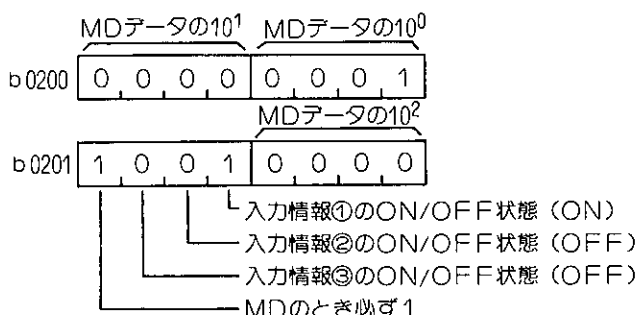 MDデータの10¹ MDデータの10⁰
b0200 0 0 0 0 0 0 0 1
MDデータの10²
b0201 1 0 0 1 0 0 0 0
入力情報①のON/OFF状態（ON）
入力情報②のON/OFF状態（OFF）
入力情報③のON/OFF状態（OFF）
MDのとき必ず1